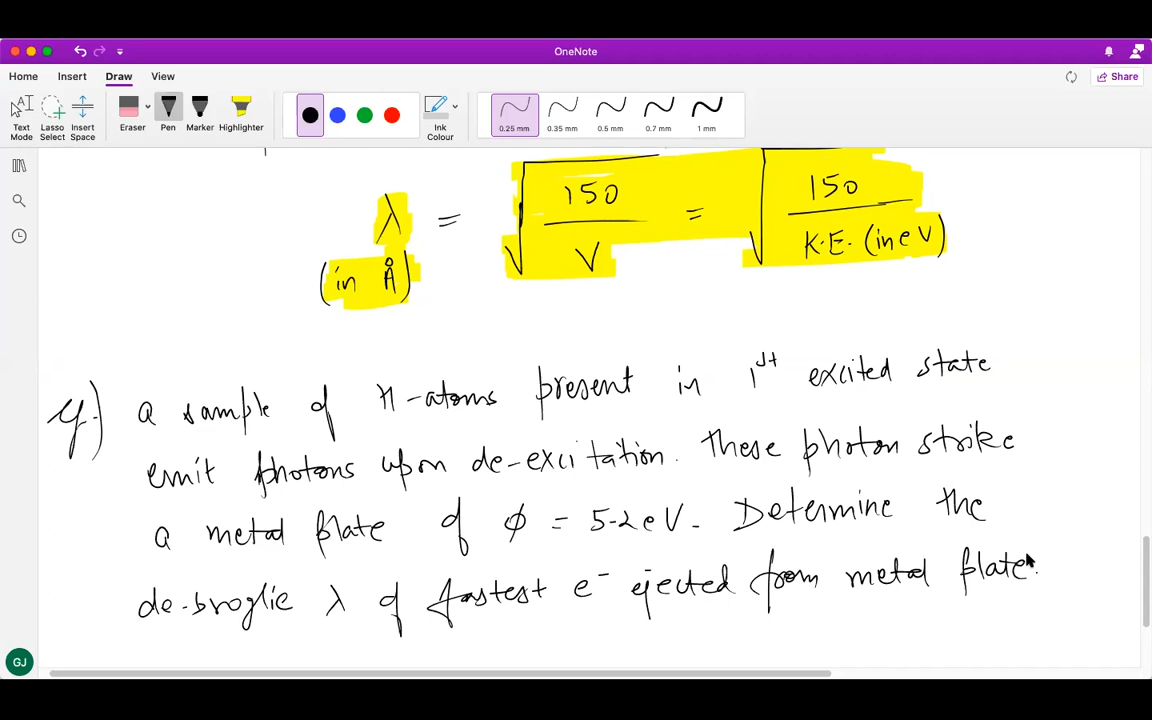 OneNote
Home Insert Draw View
Share
Text Mode
Lasso Select
Insert Space
Eraser
Pen
Marker
Highlighter
Ink Colour
0.25 mm
0.35 mm
0.5 mm
0.7 mm
1 mm
λ = √(150/V) = √(150/K.E. (in eV))
(in Å)
Q.) a sample of H-atoms present in 1st excited state
emit photons upon de-excitation. These photon strike
a metal plate of φ = 5.2 eV. Determine the
de-broglie λ of fastest e⁻ ejected from metal plate.
GJ